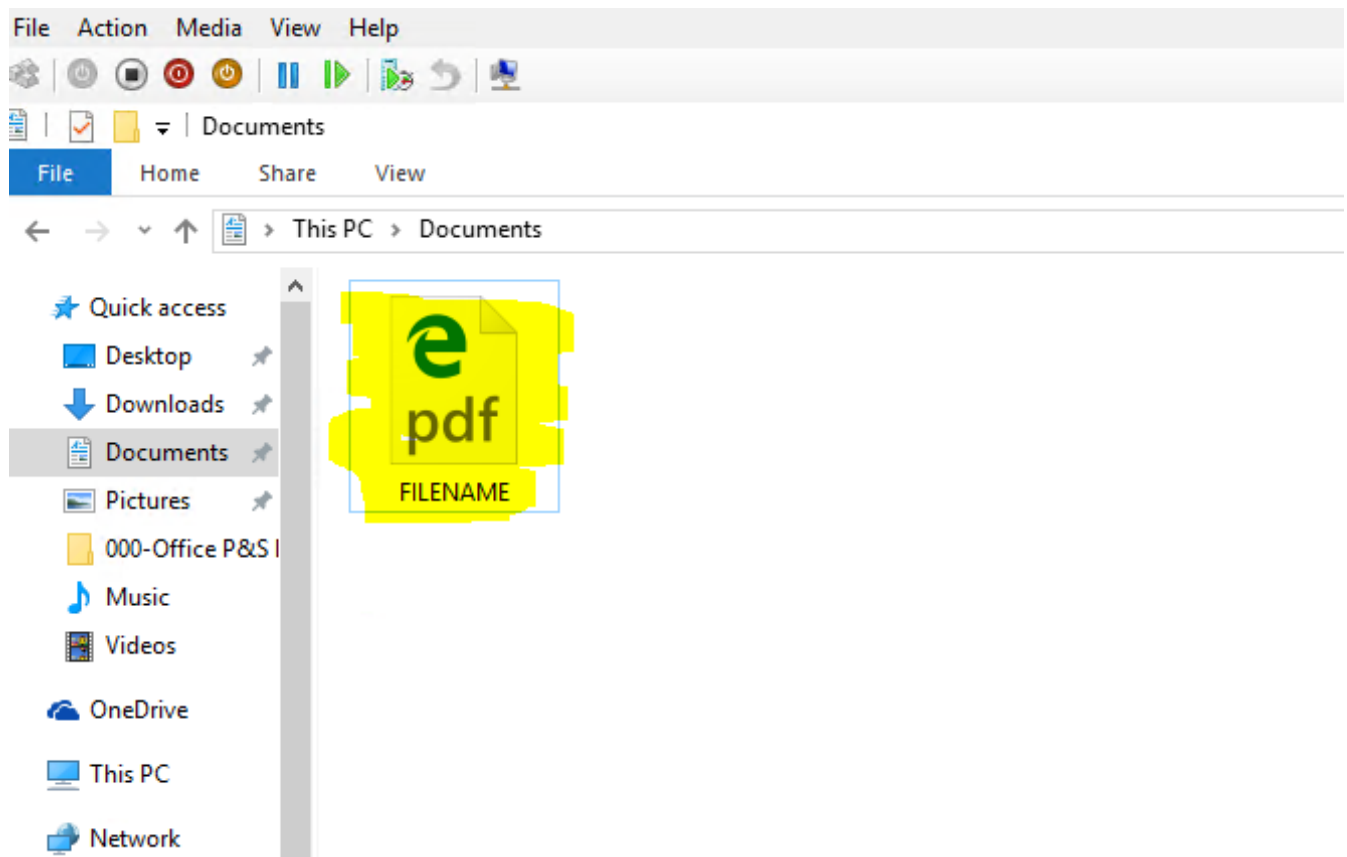 File Action Media View Help
Documents
File Home Share View
This PC Documents
Quick access
Desktop
Downloads
Documents
Pictures
000-Office P&S
Music
Videos
OneDrive
This PC
Network
e
pdf
FILENAME